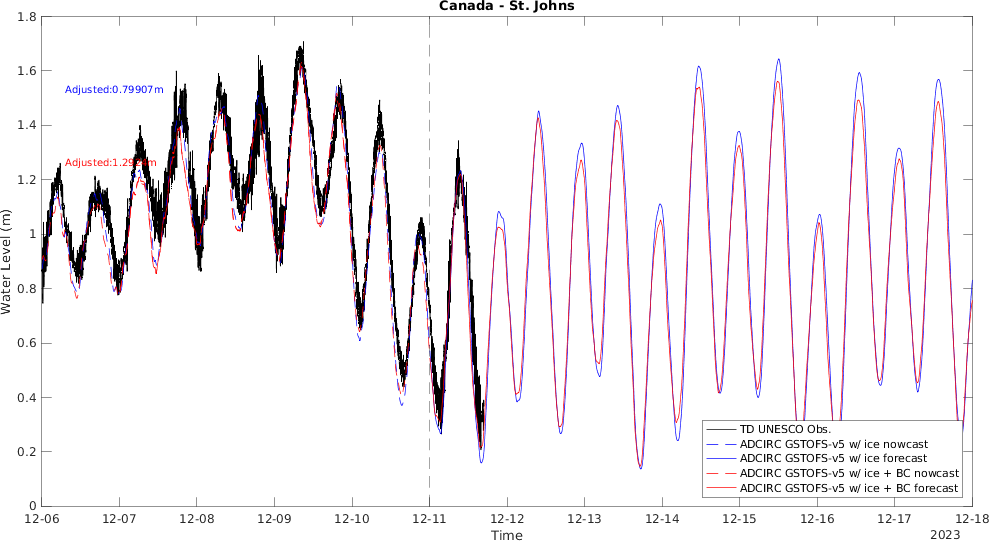 Canada - St. Johns
1.8
1.6
1.4
1.2
1
0.8
0.6
0.4
0.2
0
Water Level (m)
Adjusted:0.79907m
TD UNESCO Obs.
ADCIRC GSTOFS-v5 w/ ice nowcast
ADCIRC GSTOFS-v5 w/ ice forecast
ADCIRC GSTOFS-v5 w/ ice + BC nowcast
ADCIRC GSTOFS-v5 w/ ice + BC forecast
12-06 12-07 12-08 12-09 12-10 12-11 12-12 12-13 12-14 12-15 12-16 12-17 12-18
Time
2023